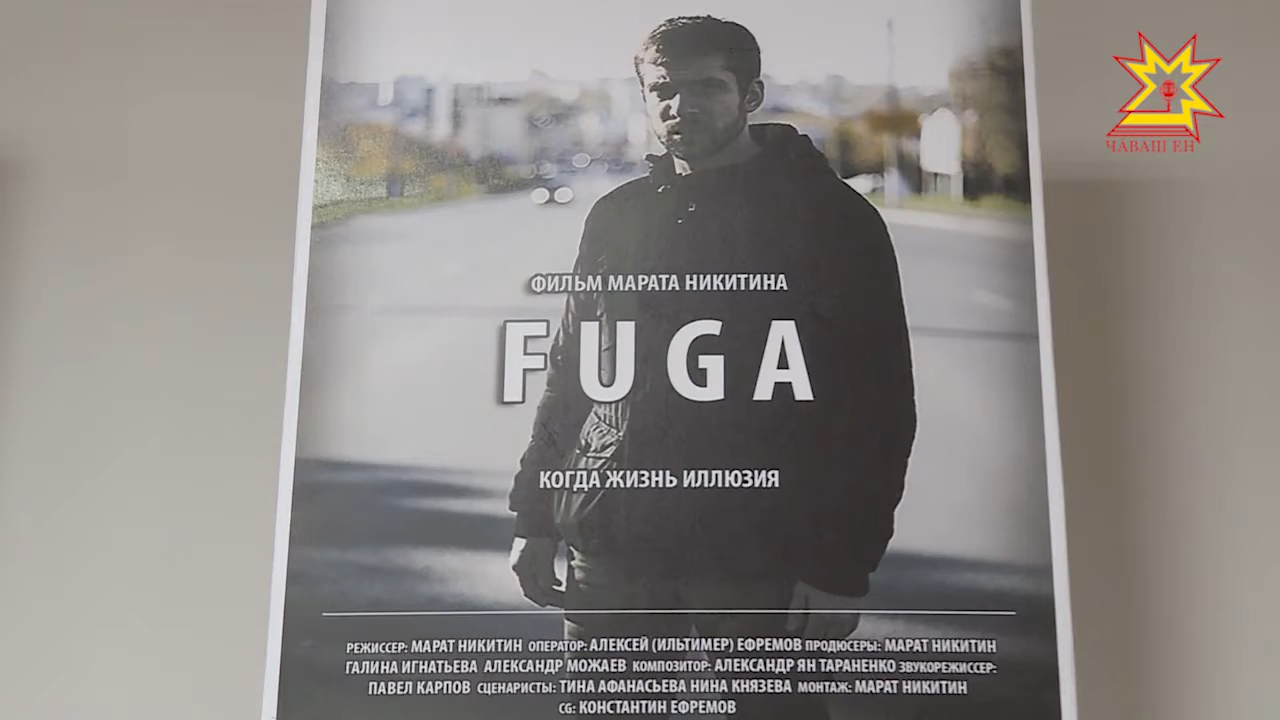 ЧӐВАШ ЕН
ФИЛЬМ МАРАТА НИКИТИНА
FUGA
КОГДА ЖИЗНЬ ИЛЛЮЗИЯ
РЕЖИССЕР: МАРАТ НИКИТИН ОПЕРАТОР: АЛЕКСЕЙ (ИЛЬТИМЕР) ЕФРЕМОВ ПРОДЮСЕРЫ: МАРАТ НИКИТИН
ГАЛИНА ИГНАТЬЕВА АЛЕКСАНДР МОЖАЕВ КОМПОЗИТОР: АЛЕКСАНДР ЯН ТАРАНЕНКО ЗВУКОРЕЖИССЕР:
ПАВЕЛ КАРПОВ СЦЕНАРИСТЫ: ТИНА АФАНАСЬЕВА НИНА КНЯЗЕВА МОНТАЖ: МАРАТ НИКИТИН
CG: КОНСТАНТИН ЕФРЕМОВ